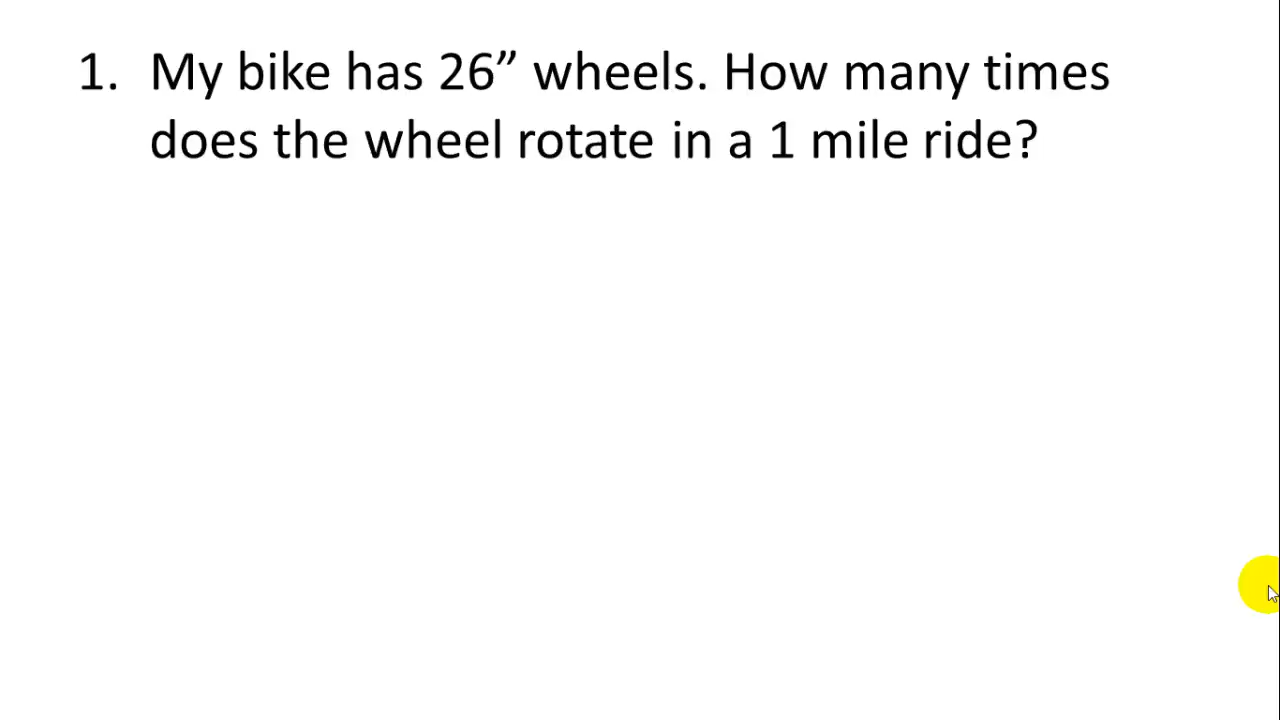 1. My bike has 26” wheels. How many times
does the wheel rotate in a 1 mile ride?